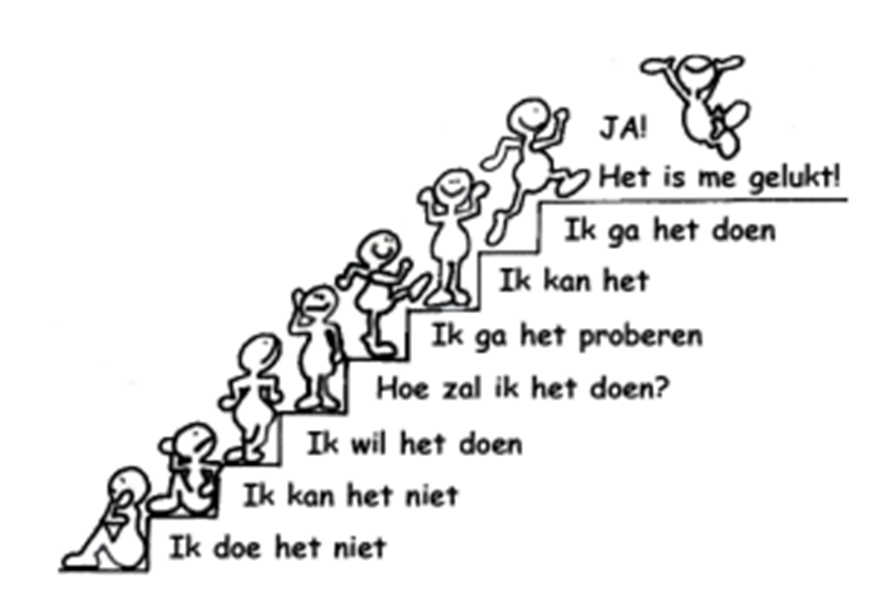 JA!
Het is me gelukt!
Ik ga het doen
Ik kan het
Ik ga het proberen
Hoe zal ik het doen?
Ik wil het doen
Ik kan het niet
Ik doe het niet